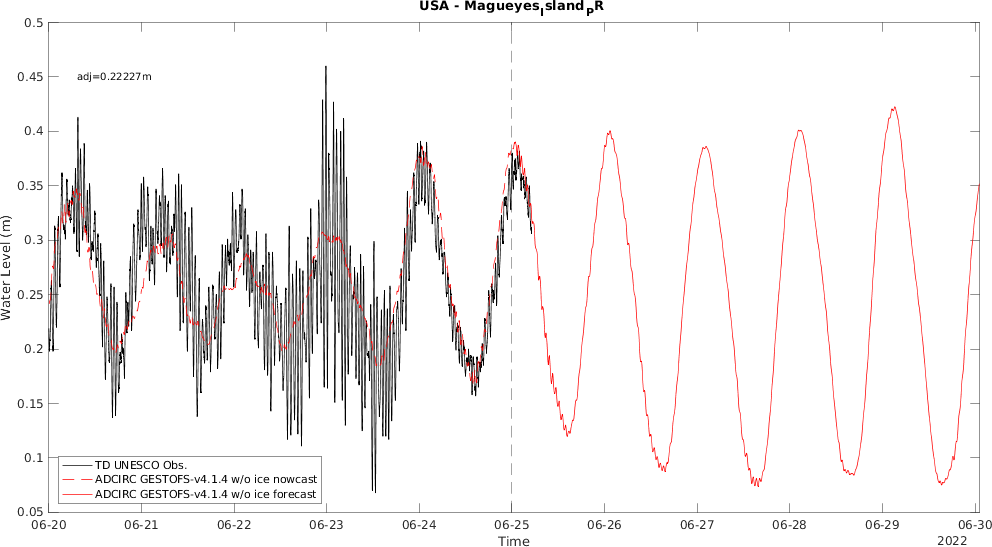 USA - Magueyes_Island_PR
0.5
0.45
0.4
0.35
0.3
0.25
0.2
0.15
0.1
0.05
Water Level (m)
adj=0.22227m
TD UNESCO Obs.
ADCIRC GESTOFS-v4.1.4 w/o ice nowcast
ADCIRC GESTOFS-v4.1.4 w/o ice forecast
06-20 06-21 06-22 06-23 06-24 06-25 06-26 06-27 06-28 06-29 06-30
Time
2022